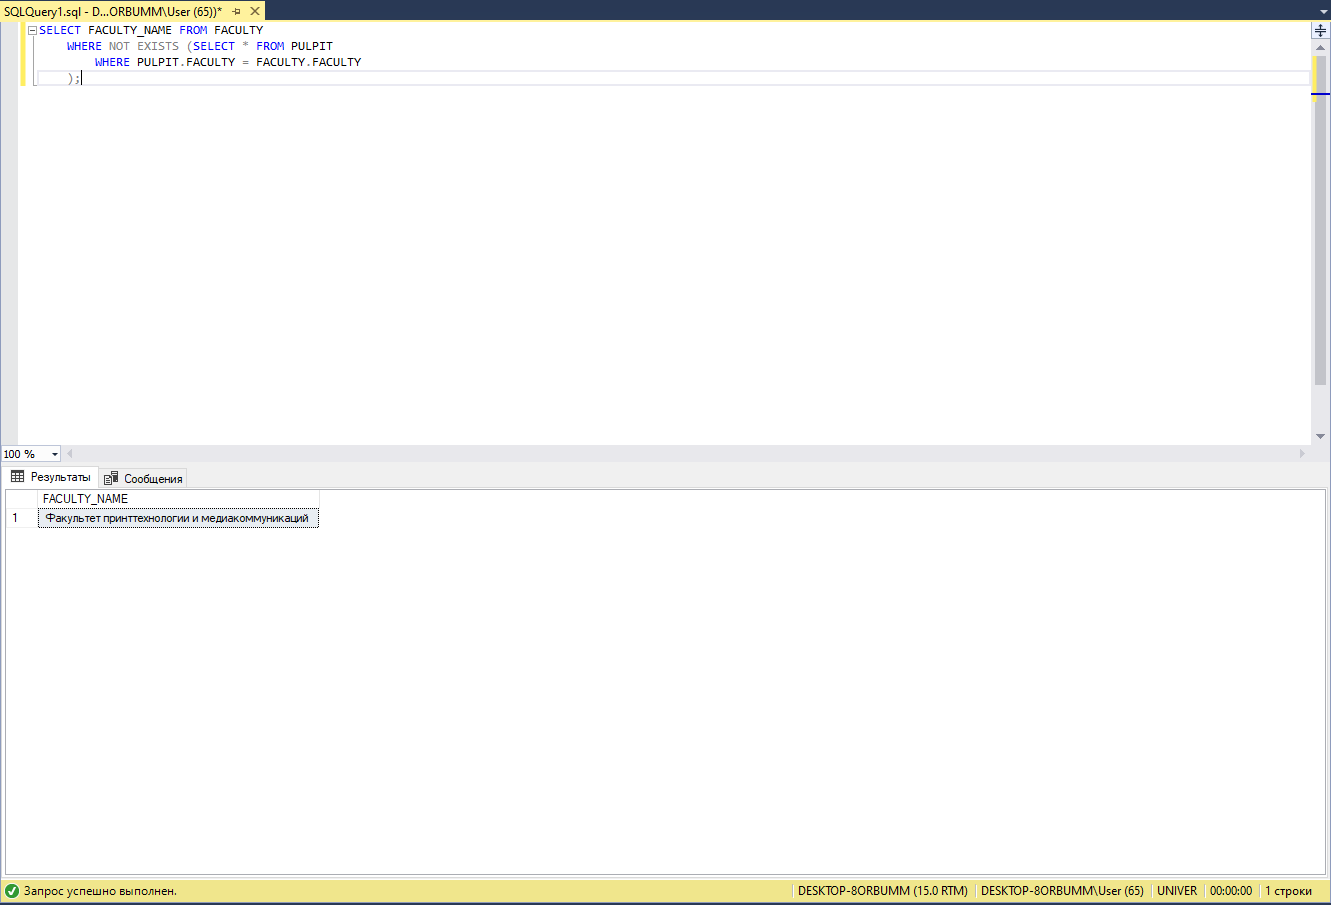 SQLQuery1.sql - D...ORBUMM\User (65))*
SELECT FACULTY_NAME FROM FACULTY
WHERE NOT EXISTS (SELECT * FROM PULPIT
WHERE PULPIT.FACULTY = FACULTY.FACULTY
);
100 %
Результаты
Сообщения
FACULTY_NAME
1 Факультет принттехнологии и медиакоммуникаций
Запрос успешно выполнен. DESKTOP-8ORBUMM (15.0 RTM) DESKTOP-8ORBUMM\User (65) UNIVER 00:00:00 1 строки